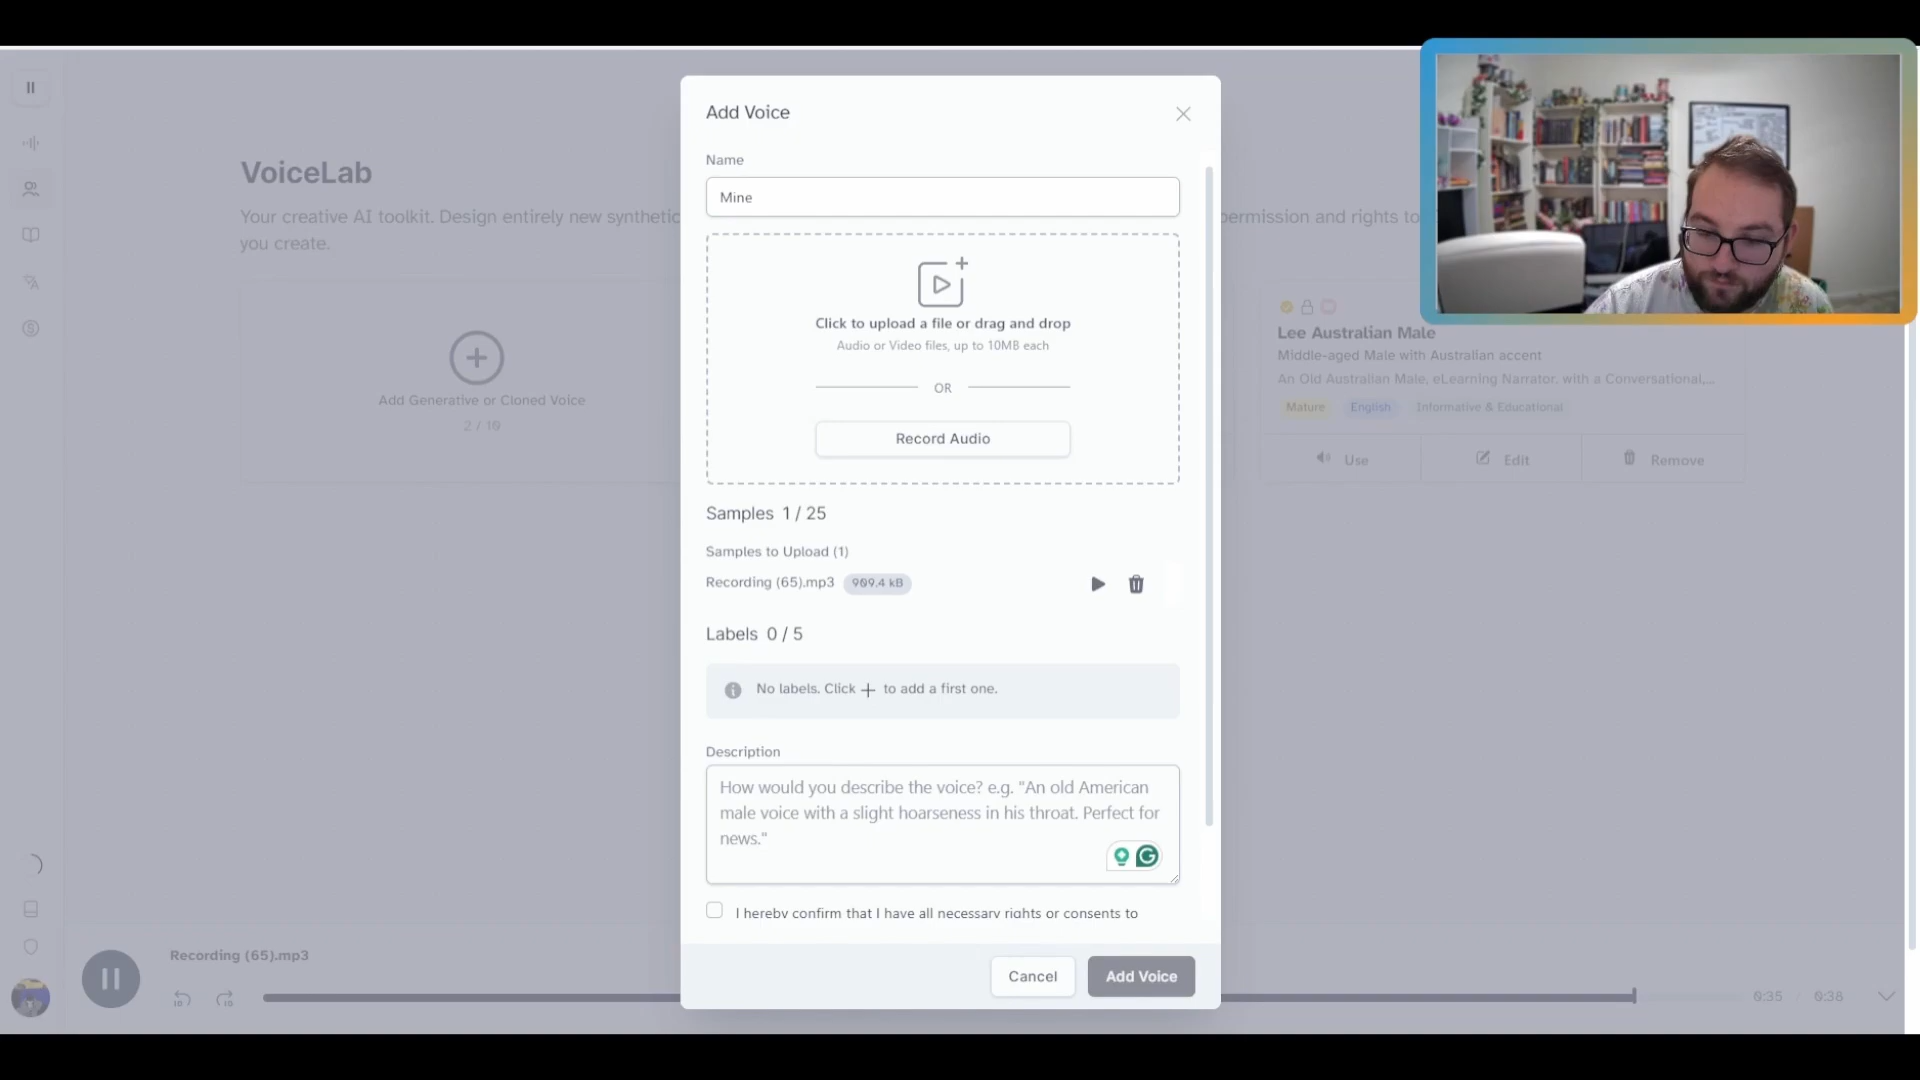 Add Voice
Name
Mine
Click to upload a file or drag and drop
Audio or Video files, up to 10MB each
OR
Record Audio
Samples 1 / 25
Samples to Upload (1)
Recording (65).mp3 909.4 kB
Labels 0 / 5
No labels. Click + to add a first one.
Description
How would you describe the voice? e.g. "An old American
male voice with a slight hoarseness in his throat. Perfect for
news."
I hereby confirm that I have all necessary rights or consents to
Cancel
Add Voice
VoiceLab
Your creative AI toolkit. Design entirely new synthetic
permission and rights to
you create.
Add Generative or Cloned Voice
2 / 10
Lee Australian Male
Middle-aged Male with Australian accent
An Old Australian Male, eLearning Narrator. with a Conversational,...
Mature English Informative & Educational
Use Edit Remove
Recording (65).mp3
10 10
0:35 / 0:38